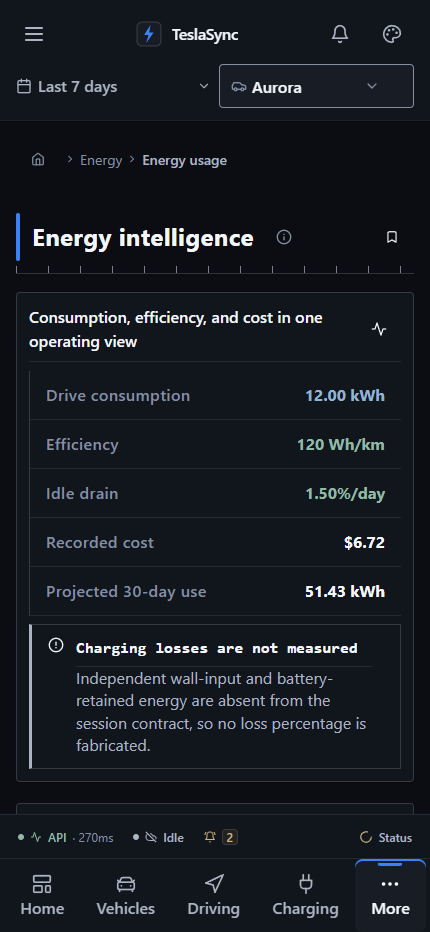 TeslaSync
Last 7 days
Aurora
Energy
Energy usage
Energy intelligence
Consumption, efficiency, and cost in one
operating view
Drive consumption 12.00 kWh
Efficiency 120 Wh/km
Idle drain 1.50%/day
Recorded cost $6.72
Projected 30-day use 51.43 kWh
Charging losses are not measured
Independent wall-input and battery-
retained energy are absent from the
session contract, so no loss percentage is
fabricated.
API · 270ms Idle 2 Status
Home Vehicles Driving Charging More